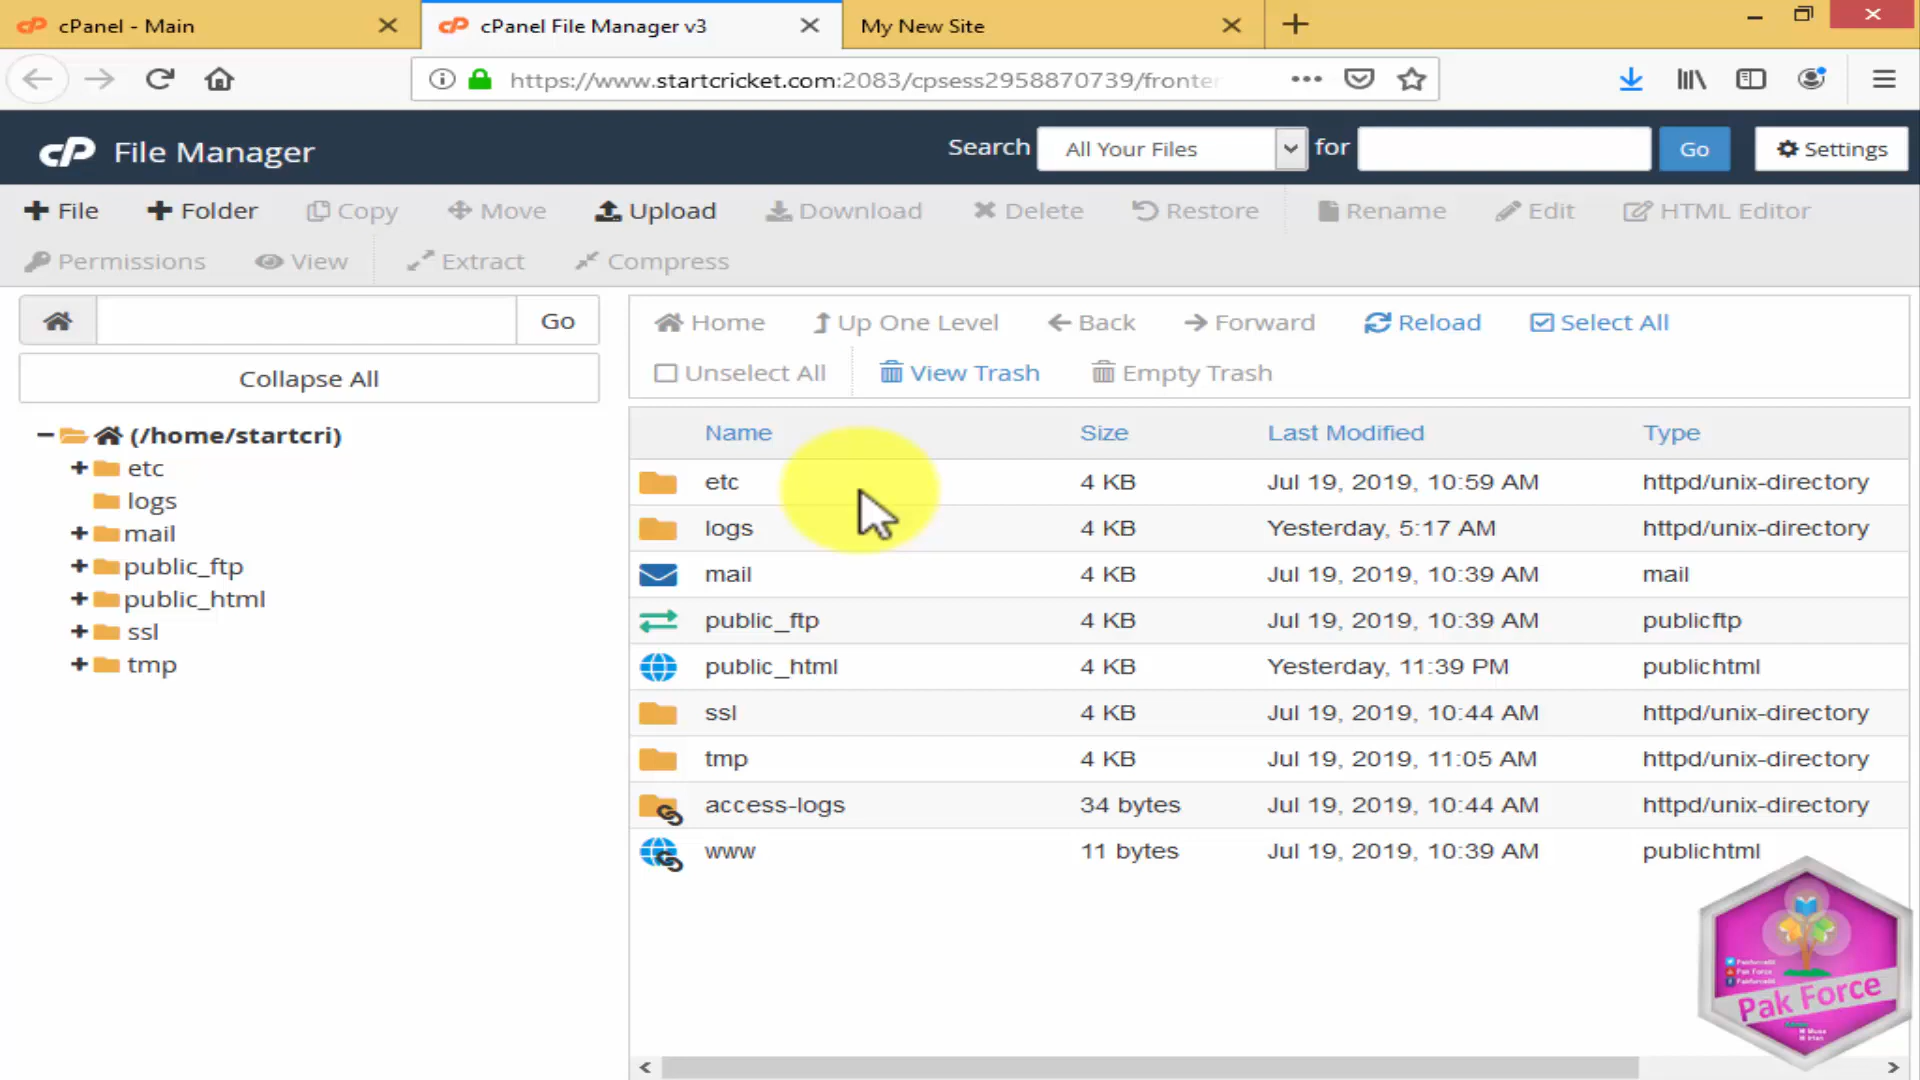 cPanel - Main
cPanel File Manager v3
My New Site
https://www.startcricket.com:2083/cpsess2958870739/fronte
cP File Manager
Search All Your Files for Go Settings
File Folder Copy Move Upload Download Delete Restore Rename Edit HTML Editor
Permissions View Extract Compress
Go
Collapse All
(/home/startcri)
etc
logs
mail
public_ftp
public_html
ssl
tmp
Home Up One Level Back Forward Reload Select All
Unselect All View Trash Empty Trash
Name Size Last Modified Type
etc 4 KB Jul 19, 2019, 10:59 AM httpd/unix-directory
logs 4 KB Yesterday, 5:17 AM httpd/unix-directory
mail 4 KB Jul 19, 2019, 10:39 AM mail
public_ftp 4 KB Jul 19, 2019, 10:39 AM publicftp
public_html 4 KB Yesterday, 11:39 PM publichtml
ssl 4 KB Jul 19, 2019, 10:44 AM httpd/unix-directory
tmp 4 KB Jul 19, 2019, 11:05 AM httpd/unix-directory
access-logs 34 bytes Jul 19, 2019, 10:44 AM httpd/unix-directory
www 11 bytes Jul 19, 2019, 10:39 AM publichtml
Pak Force
Pak Force